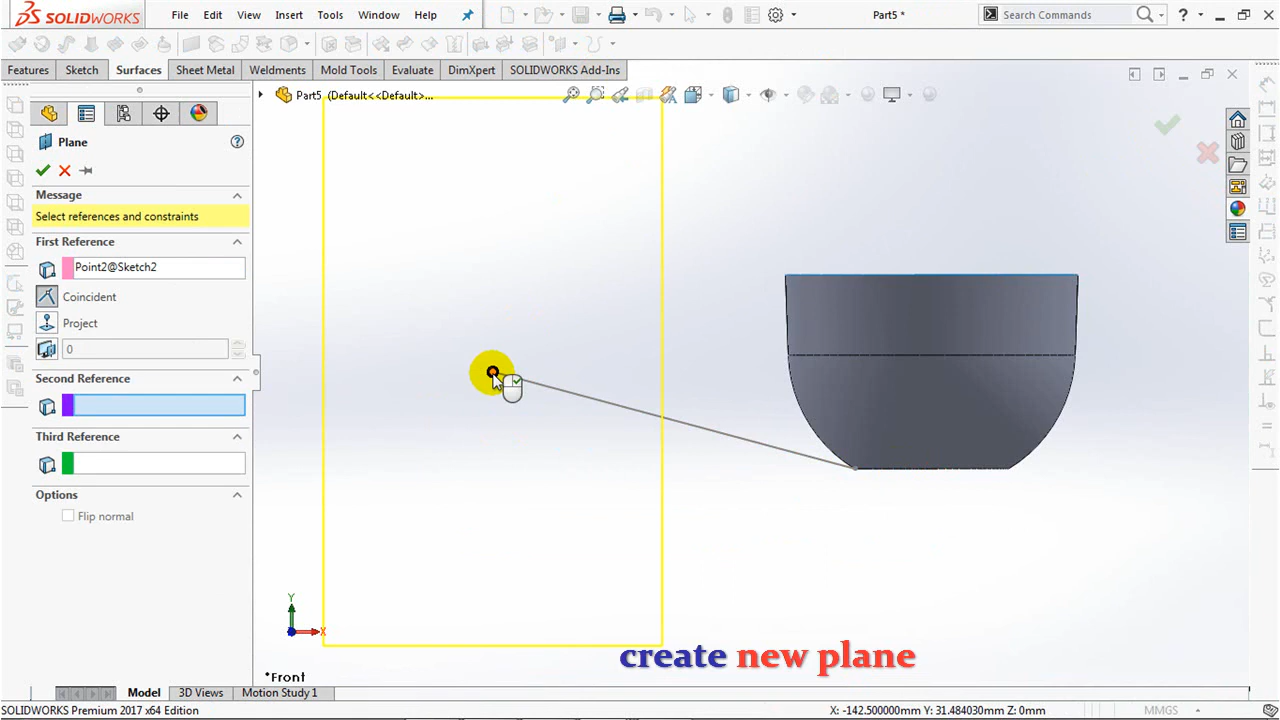 SOLIDWORKS
File
Edit
View
Insert
Tools
Window
Help
Part5 *
Search Commands
?
Features
Sketch
Surfaces
Sheet Metal
Weldments
Mold Tools
Evaluate
DimXpert
SOLIDWORKS Add-Ins
Part5 (Default<<Default>...
Plane
Message
Select references and constraints
First Reference
Point2@Sketch2
Coincident
Project
0
Second Reference
Third Reference
Options
Flip normal
Y
X
create new plane
*Front
Model
3D Views
Motion Study 1
SOLIDWORKS Premium 2017 x64 Edition
X: -142.500000mm Y: 31.484030mm Z: 0mm
MMGS